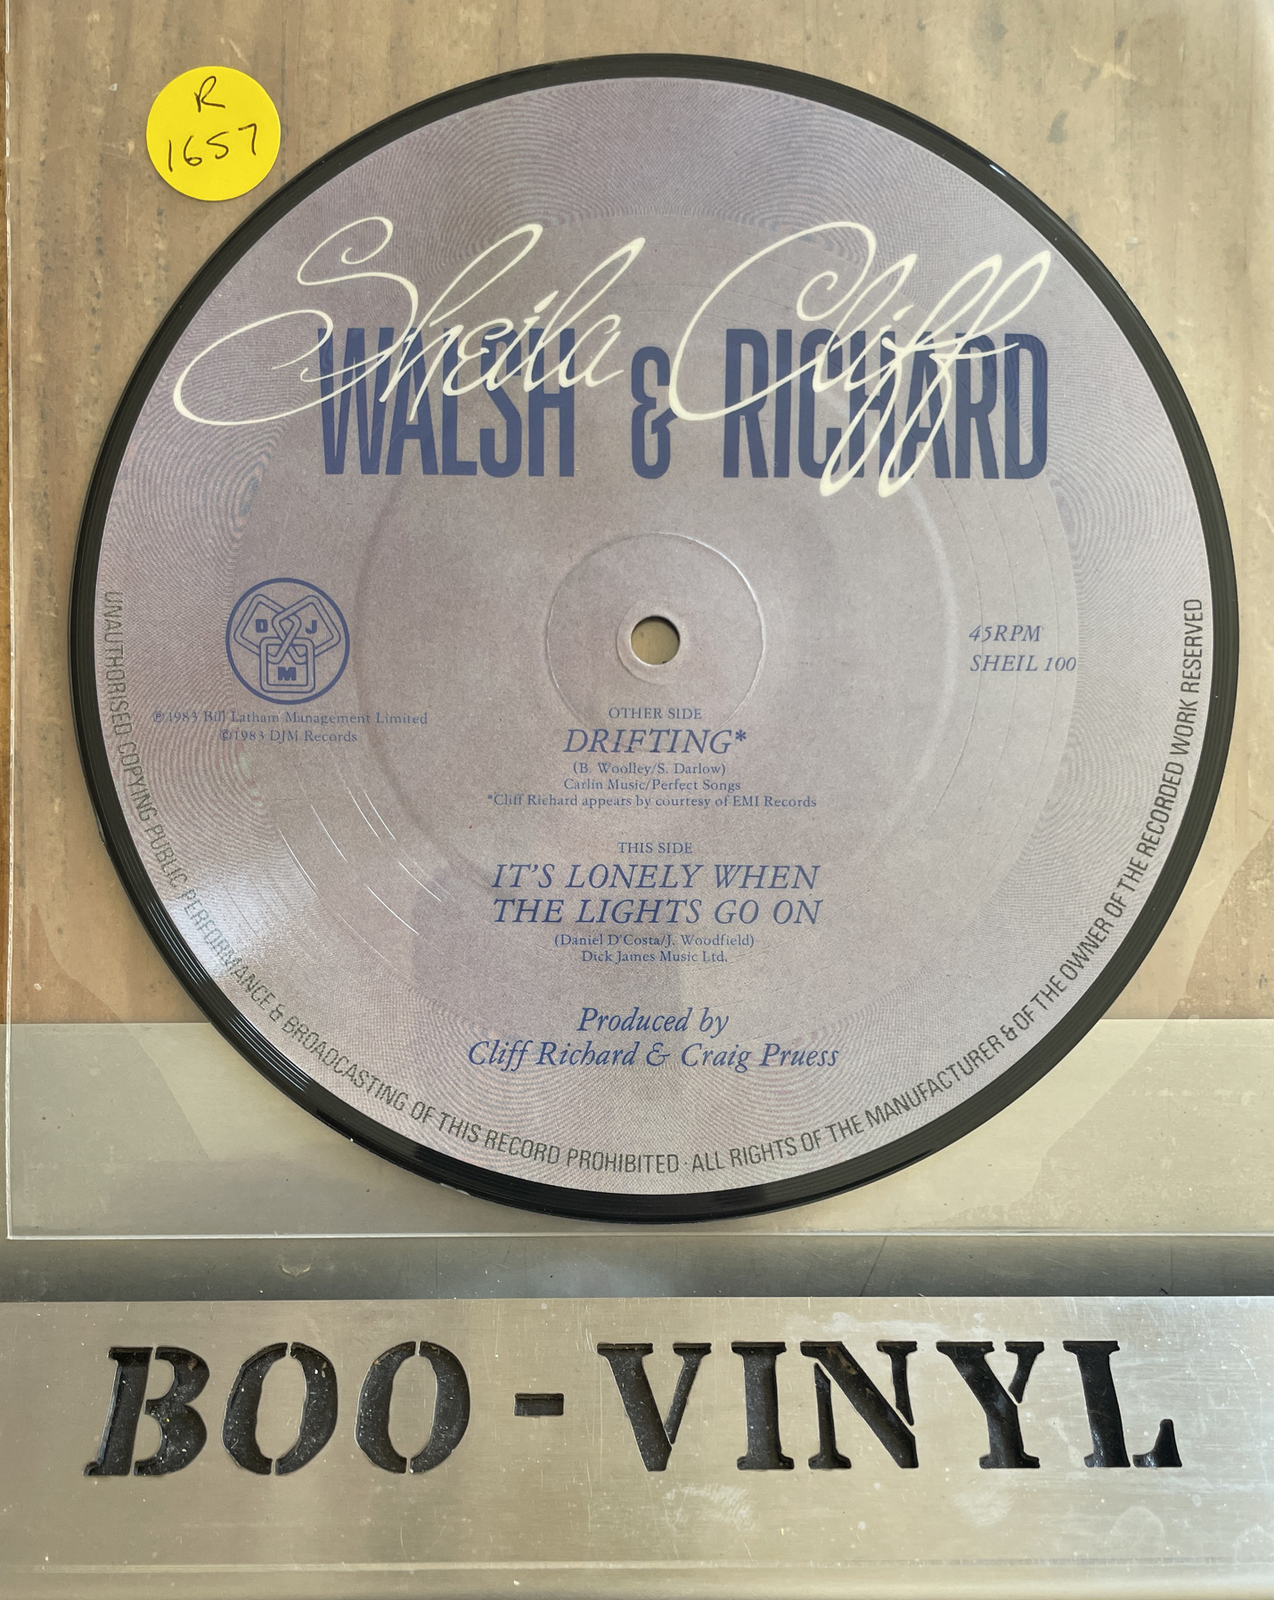 R
1657
Sheila Cliff
WALSH & RICHARD
D J
M
℗1983 Bill Latham Management Limited
©1983 DJM Records
45RPM
SHEIL 100
OTHER SIDE
DRIFTING*
(B. Woolley/S. Darlow)
Carlin Music/Perfect Songs
*Cliff Richard appears by courtesy of EMI Records
THIS SIDE
IT'S LONELY WHEN
THE LIGHTS GO ON
(Daniel D'Costa/J. Woodfield)
Dick James Music Ltd.
Produced by
Cliff Richard & Craig Pruess
UNAUTHORISED COPYING·PUBLIC PERFORMANCE & BROADCASTING OF THIS RECORD PROHIBITED·ALL RIGHTS OF THE MANUFACTURER & OF THE OWNER OF THE RECORDED WORK RESERVED
BOO-VINYL